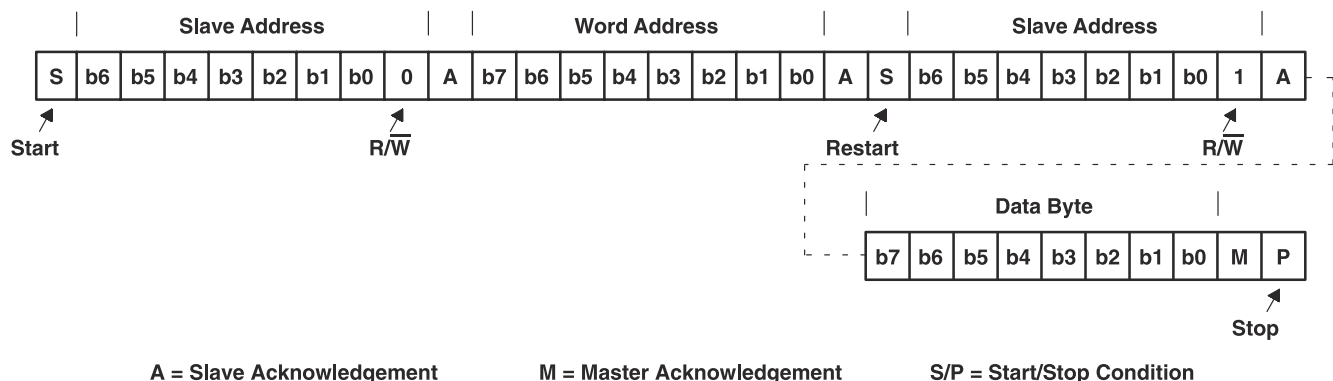 Slave Address Word Address Slave Address
S b6 b5 b4 b3 b2 b1 b0 0 A b7 b6 b5 b4 b3 b2 b1 b0 A S b6 b5 b4 b3 b2 b1 b0 1 A
Start R/W̅ Restart R/W̅
Data Byte
b7 b6 b5 b4 b3 b2 b1 b0 M P
Stop
A = Slave Acknowledgement M = Master Acknowledgement S/P = Start/Stop Condition